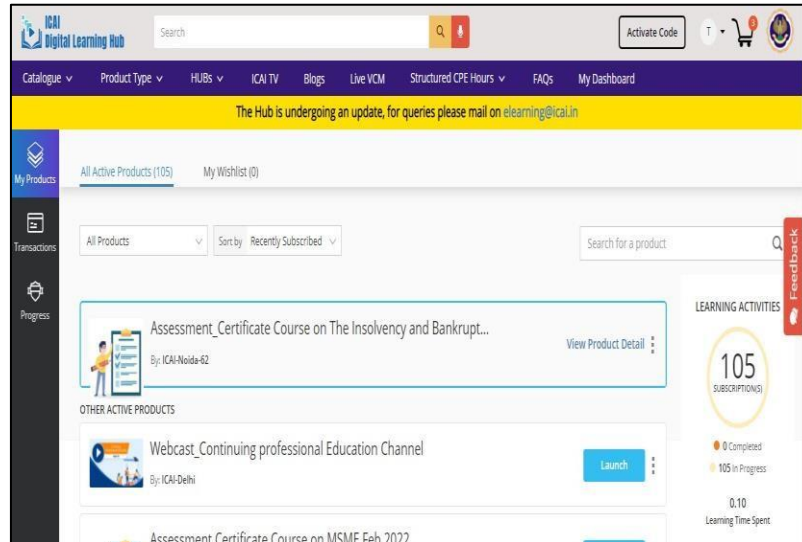 ICAI
Digital Learning Hub
Search
Activate Code
T
3
Catalogue
Product Type
HUBs
ICAI TV
Blogs
Live VCM
Structured CPE Hours
FAQs
My Dashboard
The Hub is undergoing an update, for queries please mail on elearning@icai.in
My Products
All Active Products (105)
My Wishlist (0)
Transactions
All Products
Sort by Recently Subscribed
Search for a product
Feedback
Progress
LEARNING ACTIVITIES
Assessment_Certificate Course on The Insolvency and Bankrupt...
By: ICAI-Noida-62
View Product Detail
105
SUBSCRIPTION(S)
OTHER ACTIVE PRODUCTS
Webcast_Continuing professional Education Channel
By: ICAI-Delhi
Launch
0 Completed
105 In Progress
0.10
Learning Time Spent
Assessment Certificate Course on MSME Feb 2022